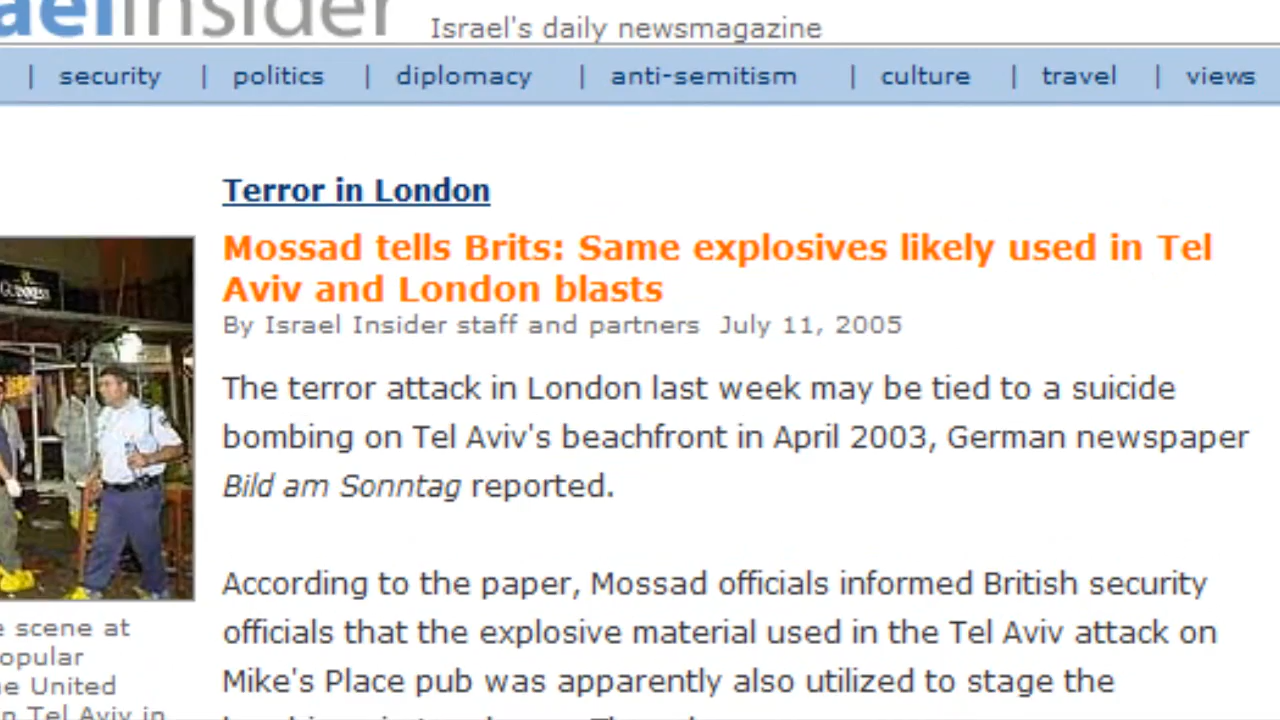 aelinsider Israel's daily newsmagazine
| security | politics | diplomacy | anti-semitism | culture | travel | views
Terror in London
Mossad tells Brits: Same explosives likely used in Tel
Aviv and London blasts
By Israel Insider staff and partners July 11, 2005
The terror attack in London last week may be tied to a suicide
bombing on Tel Aviv's beachfront in April 2003, German newspaper
Bild am Sonntag reported.
According to the paper, Mossad officials informed British security
officials that the explosive material used in the Tel Aviv attack on
Mike's Place pub was apparently also utilized to stage the
GUINNESS
e scene at
opular
e United
n Tel Aviv in